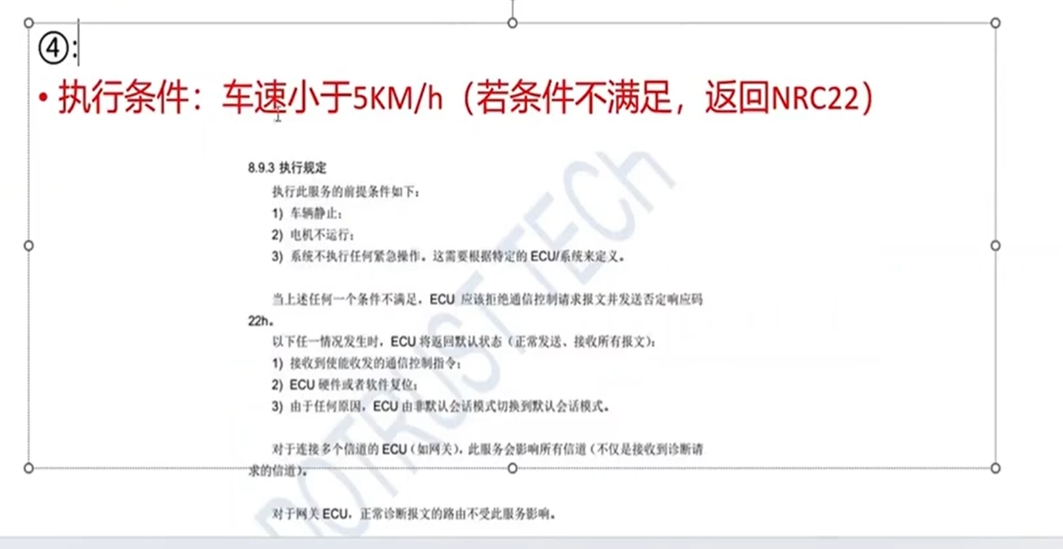 ④:
• 执行条件：车速小于5KM/h（若条件不满足，返回NRC22）
8.9.3 执行规定
执行此服务的前提条件如下：
1) 车辆静止；
2) 电机不运行；
3) 系统不执行任何紧急操作。这需要根据特定的 ECU/系统来定义。
当上述任何一个条件不满足，ECU 应该拒绝通信控制请求报文并发送否定响应码
22h。
以下任一情况发生时，ECU 将返回默认状态（正常发送、接收所有报文）：
1) 接收到使能收发的通信控制指令；
2) ECU 硬件或者软件复位；
3) 由于任何原因，ECU 由非默认会话模式切换到默认会话模式。
对于连接多个信道的 ECU（如网关），此服务会影响所有信道（不仅是接收到诊断请
求的信道）。
对于网关 ECU，正常诊断报文的路由不受此服务影响。
DOTRUST TECH